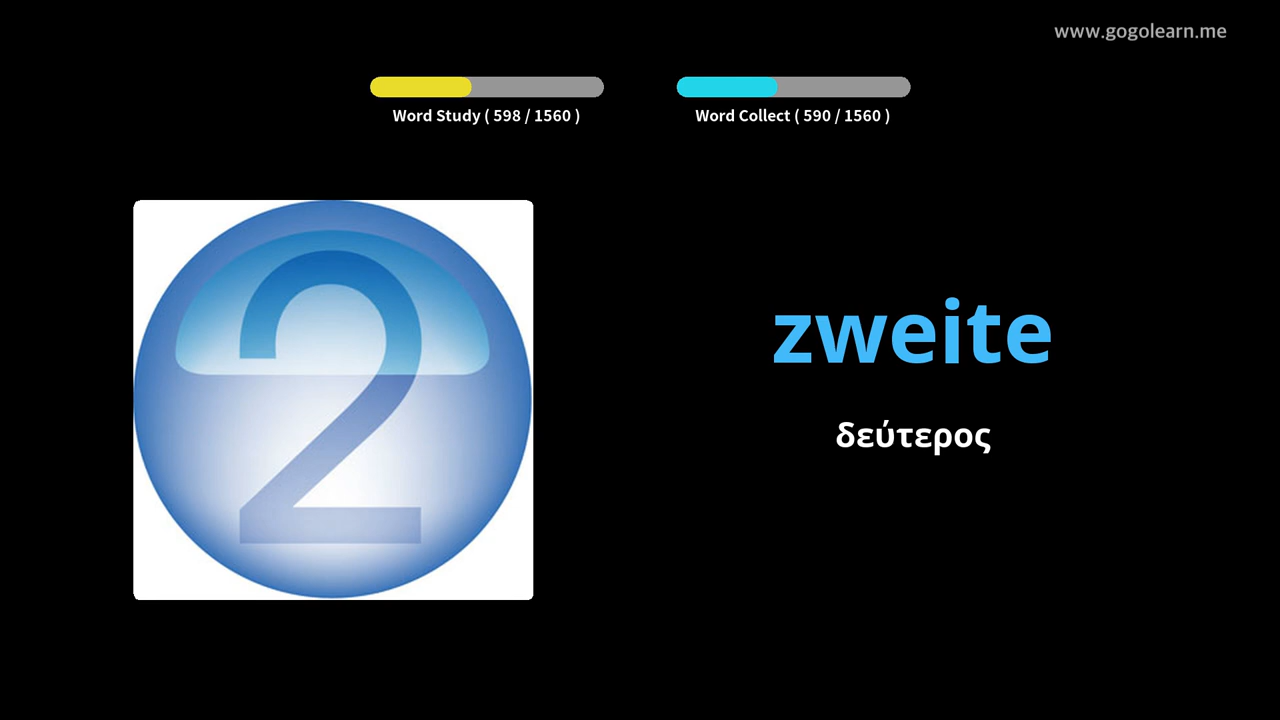 www.gogolearn.me
Word Study ( 598 / 1560 )
Word Collect ( 590 / 1560 )
2
zweite
δεύτερος